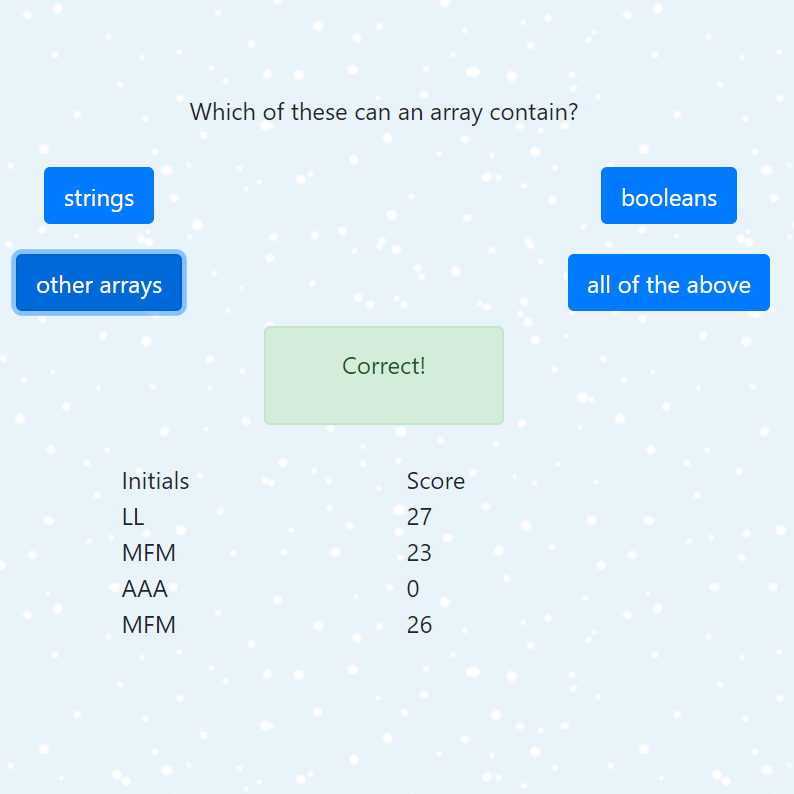 Which of these can an array contain?
strings
booleans
other arrays
all of the above
Correct!
Initials Score
LL 27
MFM 23
AAA 0
MFM 26